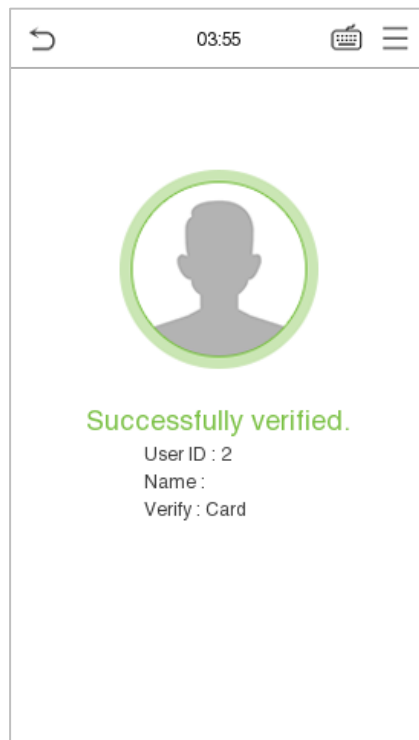 03:55
Successfully verified.
User ID : 2
Name :
Verify : Card